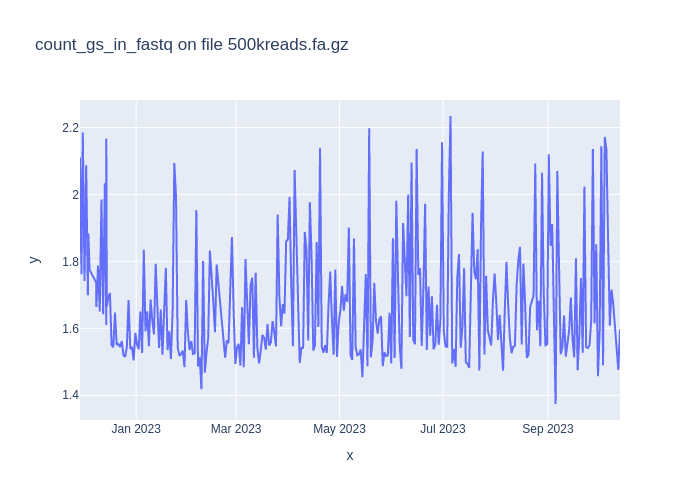 count_gs_in_fastq on file 500kreads.fa.gz
y
2.2
2
1.8
1.6
1.4
Jan 2023
Mar 2023
May 2023
Jul 2023
Sep 2023
x